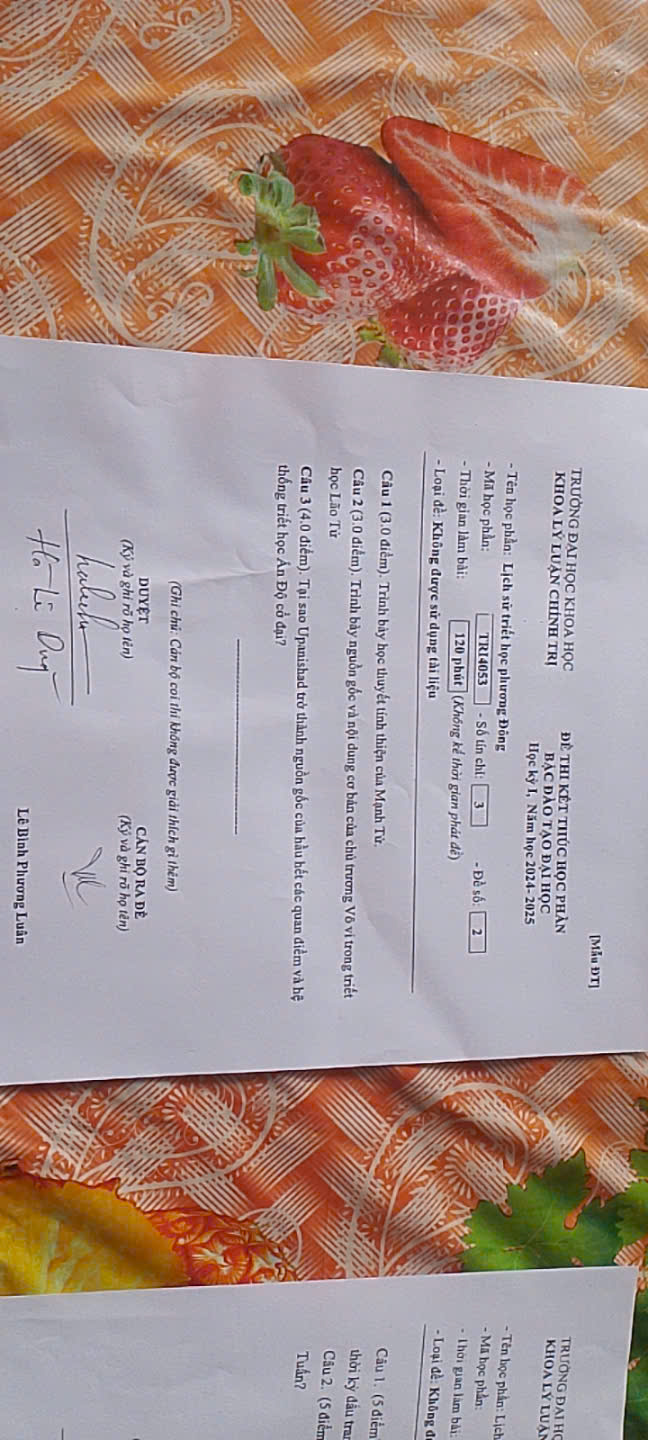 TRƯỜNG ĐẠI HỌC KHOA HỌC
KHOA LÝ LUẬN CHÍNH TRỊ
[Mẫu ĐT]
ĐỀ THI KẾT THÚC HỌC PHẦN
BẬC ĐÀO TẠO ĐẠI HỌC
Học kỳ I, Năm học 2024- 2025
- Tên học phần: Lịch sử triết học phương Đông
- Mã học phần: TRI4053 - Số tín chỉ: 3 - Đề số: 2
- Thời gian làm bài: 120 phút (Không kể thời gian phát đề)
- Loại đề: Không được sử dụng tài liệu
Câu 1 (3.0 điểm). Trình bày học thuyết tính thiện của Mạnh Tử.
Câu 2 (3.0 điểm). Trình bày nguồn gốc và nội dung cơ bản của chủ trương Vô vi trong triết
học Lão Tử
Câu 3 (4.0 điểm). Tại sao Upanishad trở thành nguồn gốc của hầu hết các quan điểm và hệ
thống triết học Ấn Độ cổ đại?
(Ghi chú: Cán bộ coi thi không được giải thích gì thêm)
DUYỆT
(Ký và ghi rõ họ tên)
CÁN BỘ RA ĐỀ
(Ký và ghi rõ họ tên)
Lê Bình Phương Luân
TRƯỜNG ĐẠI HỌ
KHOA LÝ LUẬN
- Tên học phần: Lịch
- Mã học phần:
- Thời gian làm bài:
- Loại đề: Không đư
Câu 1. (5 điểm
thời kỳ đầu tran
Câu 2. (5 điểm
Tuấn?